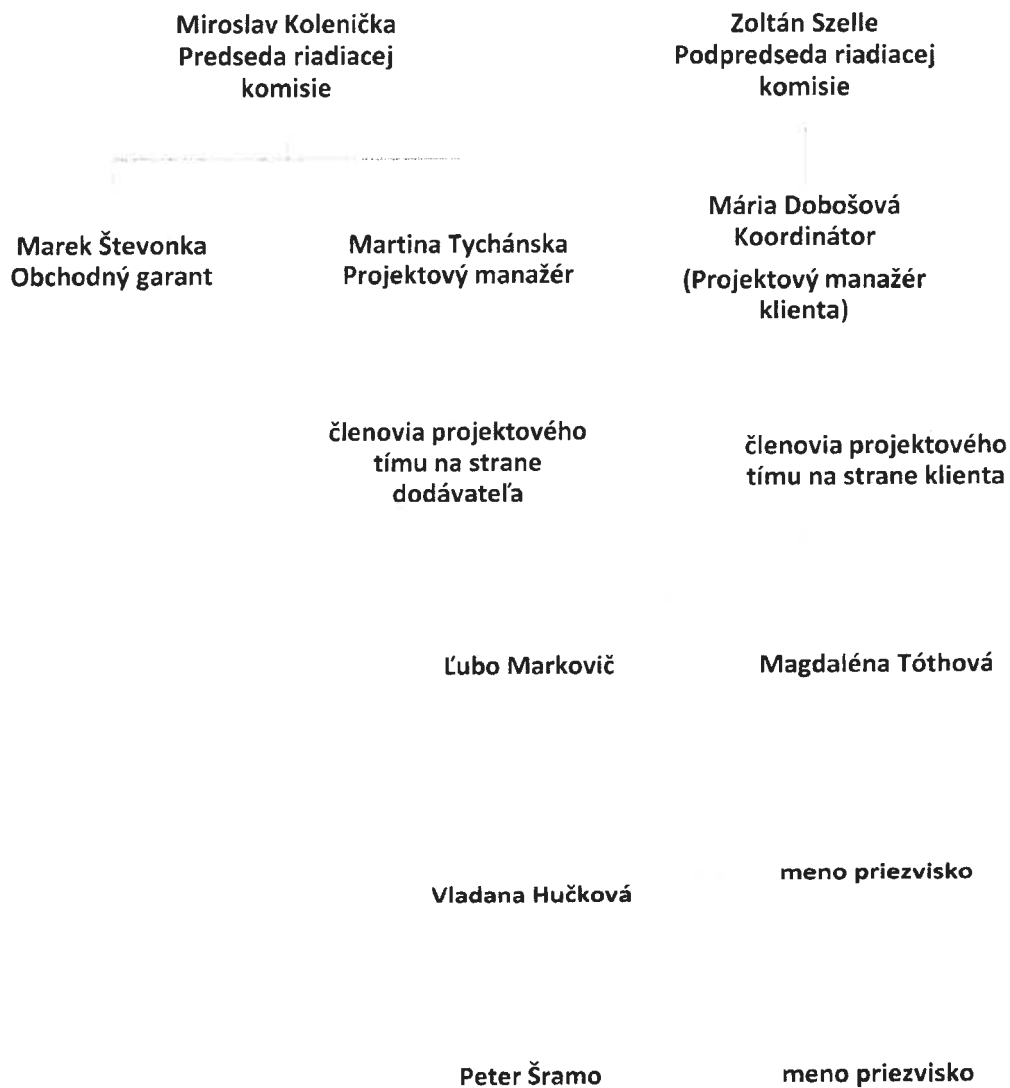 Miroslav Kolenička
Predseda riadiacej
komisie
Zoltán Szelle
Podpredseda riadiacej
komisie
Marek Števonka
Obchodný garant
Martina Tychánska
Projektový manažér
Mária Dobošová
Koordinátor
(Projektový manažér
klienta)
členovia projektového
tímu na strane
dodávateľa
členovia projektového
tímu na strane klienta
Ľubo Markovič
Magdaléna Tóthová
Vladana Hučková
meno priezvisko
Peter Šramo
meno priezvisko